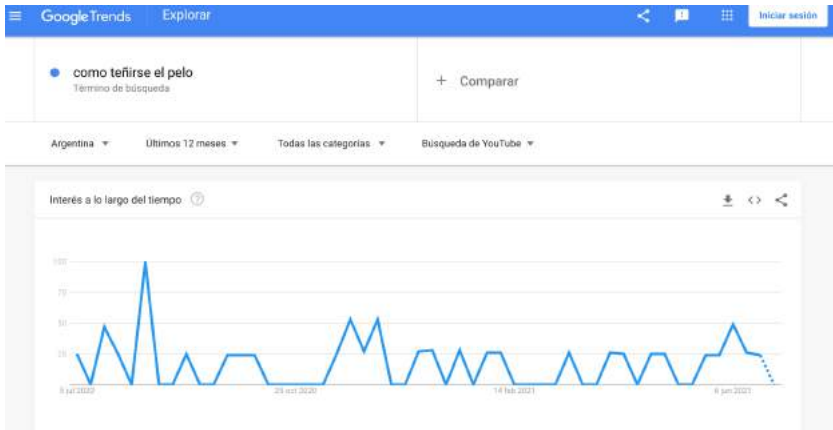 Google Trends Explorar Iniciar sesión
como teñirse el pelo
Término de búsqueda
+ Comparar
Argentina Últimos 12 meses Todas las categorías Búsqueda de YouTube
Interés a lo largo del tiempo
100
75
50
25
5 jul 2020 25 oct 2020 14 feb 2021 6 jun 2021